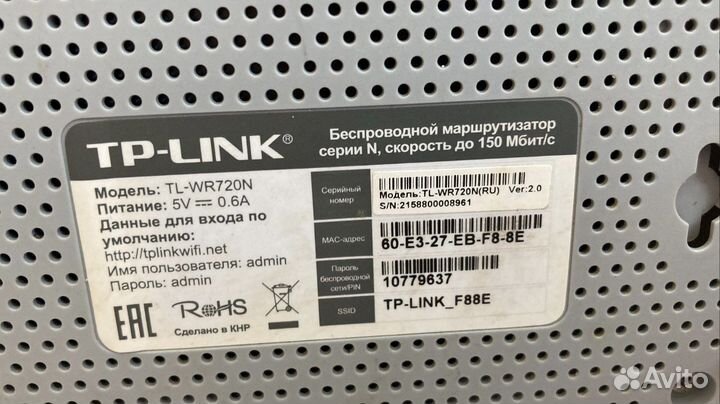 TP-LINK®
Беспроводной маршрутизатор
серии N, скорость до 150 Мбит/с
Модель: TL-WR720N
Питание: 5V 0.6A
Данные для входа по
умолчанию:
http://tplinkwifi.net
Имя пользователя: admin
Пароль: admin
EAC
RoHS
Сделано в КНР
Серийный
номер
Модель:TL-WR720N(RU) Ver:2.0
S/N:2158800008961
MAC-адрес
60-E3-27-EB-F8-8E
Пароль
беспроводной
сети/PIN
10779637
SSID
TP-LINK_F88E
Avito